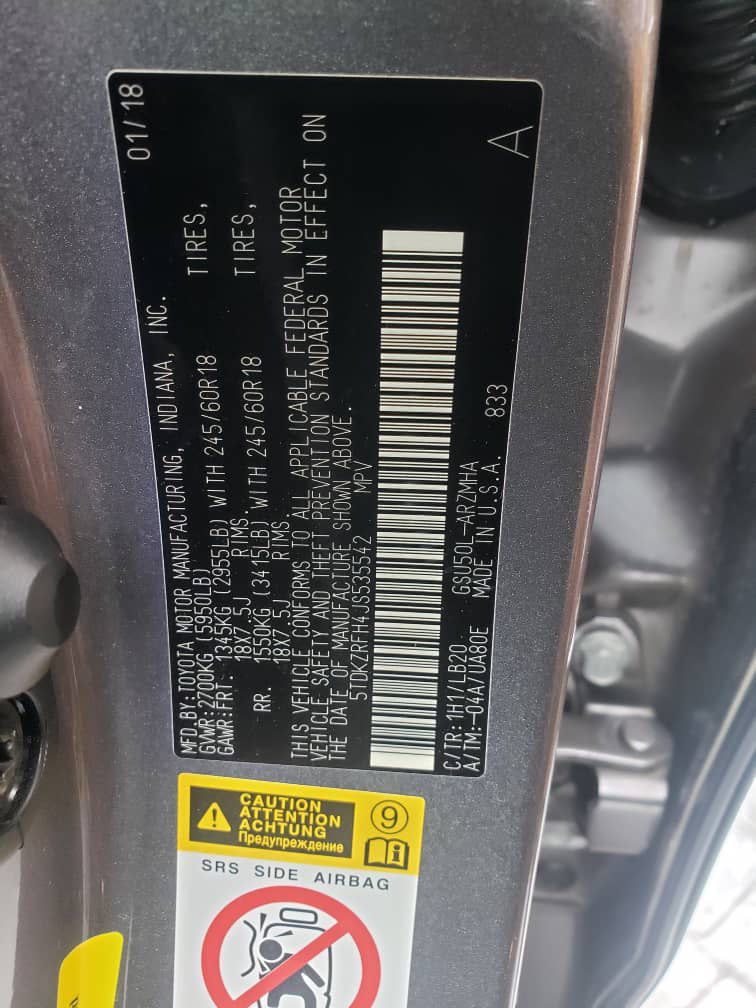 MFD.BY:TOYOTA MOTOR MANUFACTURING, INDIANA, INC. 01/18
GVWR:2700KG (5950LB)
GAWR:FRT. 1345KG (2955LB) WITH 245/60R18 TIRES,
18X7.5J RIMS.
RR. 1550KG (3415LB) WITH 245/60R18 TIRES,
18X7.5J RIMS
THIS VEHICLE CONFORMS TO ALL APPLICABLE FEDERAL MOTOR
VEHICLE SAFETY AND THEFT PREVENTION STANDARDS IN EFFECT ON
THE DATE OF MANUFACTURE SHOWN ABOVE.
5TDKZRFH4JS535542 MPV
C/TR:1H1/LB20 GSU50L-ARZMHA
A/TM:-04A/UA80E MADE IN U.S.A. 833 A
CAUTION
ATTENTION
ACHTUNG
Предупреждение
9
i
SRS SIDE AIRBAG